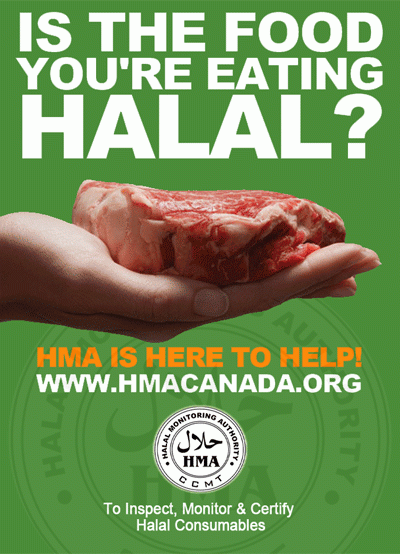 IS THE FOOD
YOU'RE EATING
HALAL?
HMA IS HERE TO HELP!
WWW.HMACANADA.ORG
HALAL MONITORING AUTHORITY
حلال
HMA
CCMT
To Inspect, Monitor & Certify
Halal Consumables